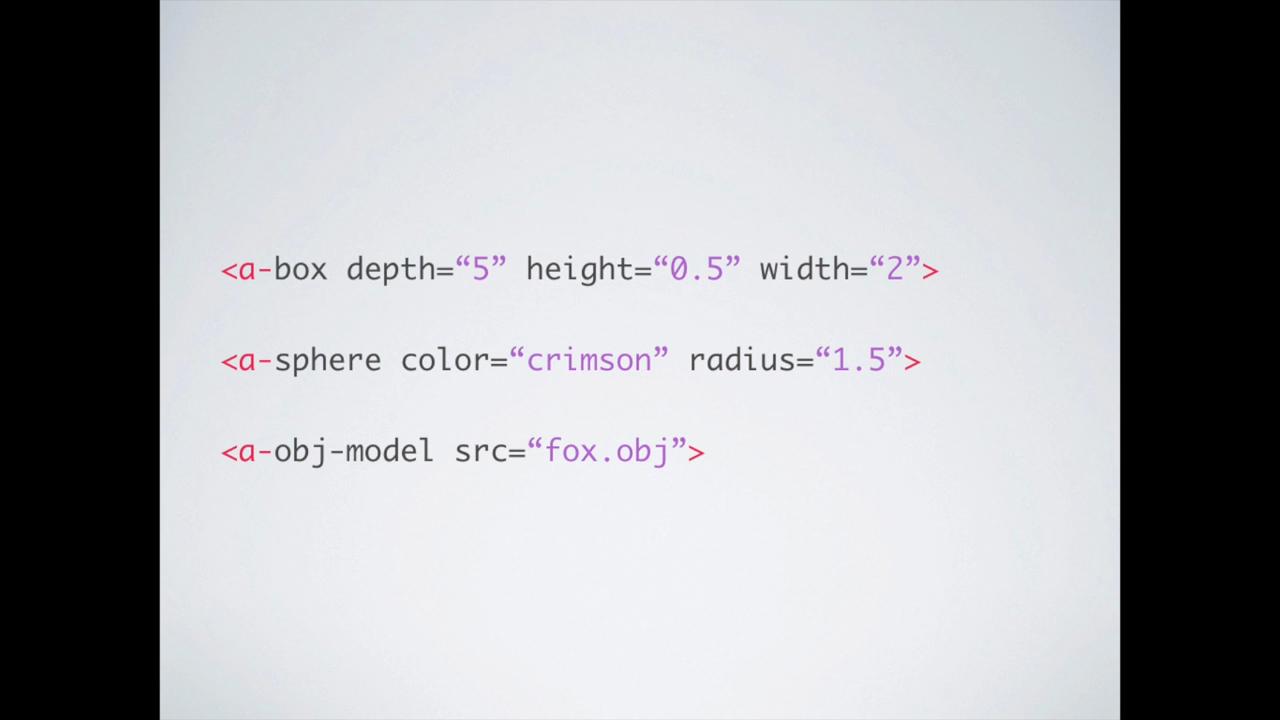 <a-box depth=“5” height=“0.5” width=“2”>
<a-sphere color=“crimson” radius=“1.5”>
<a-obj-model src=“fox.obj”>